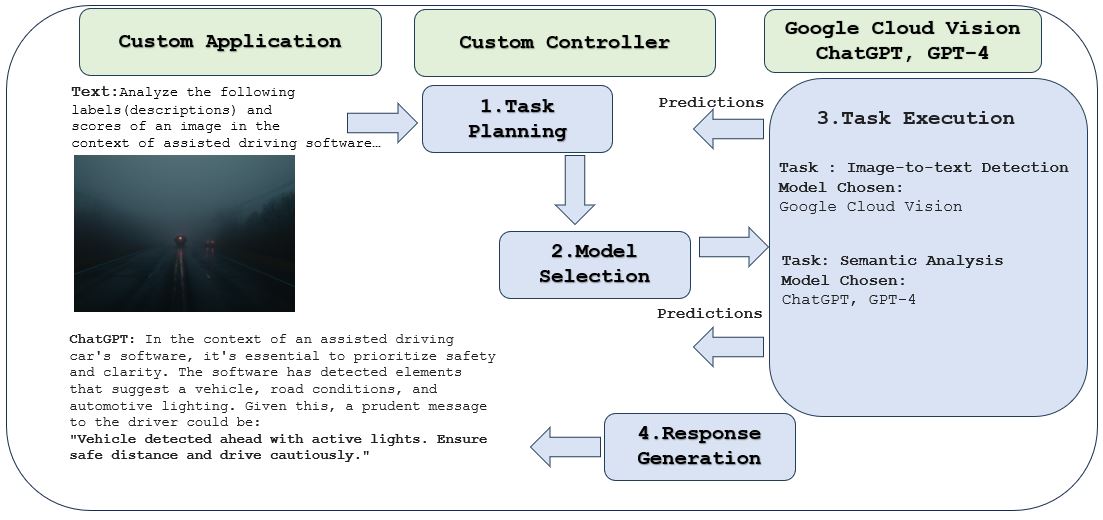 Custom Application
Custom Controller
Google Cloud Vision
ChatGPT, GPT-4
Text:Analyze the following
labels(descriptions) and
scores of an image in the
context of assisted driving software…
1.Task
Planning
Predictions
3.Task Execution
Task : Image-to-text Detection
Model Chosen:
Google Cloud Vision
2.Model
Selection
Task: Semantic Analysis
Model Chosen:
ChatGPT, GPT-4
Predictions
ChatGPT: In the context of an assisted driving
car's software, it's essential to prioritize safety
and clarity. The software has detected elements
that suggest a vehicle, road conditions, and
automotive lighting. Given this, a prudent message
to the driver could be:
"Vehicle detected ahead with active lights. Ensure
safe distance and drive cautiously."
4.Response
Generation